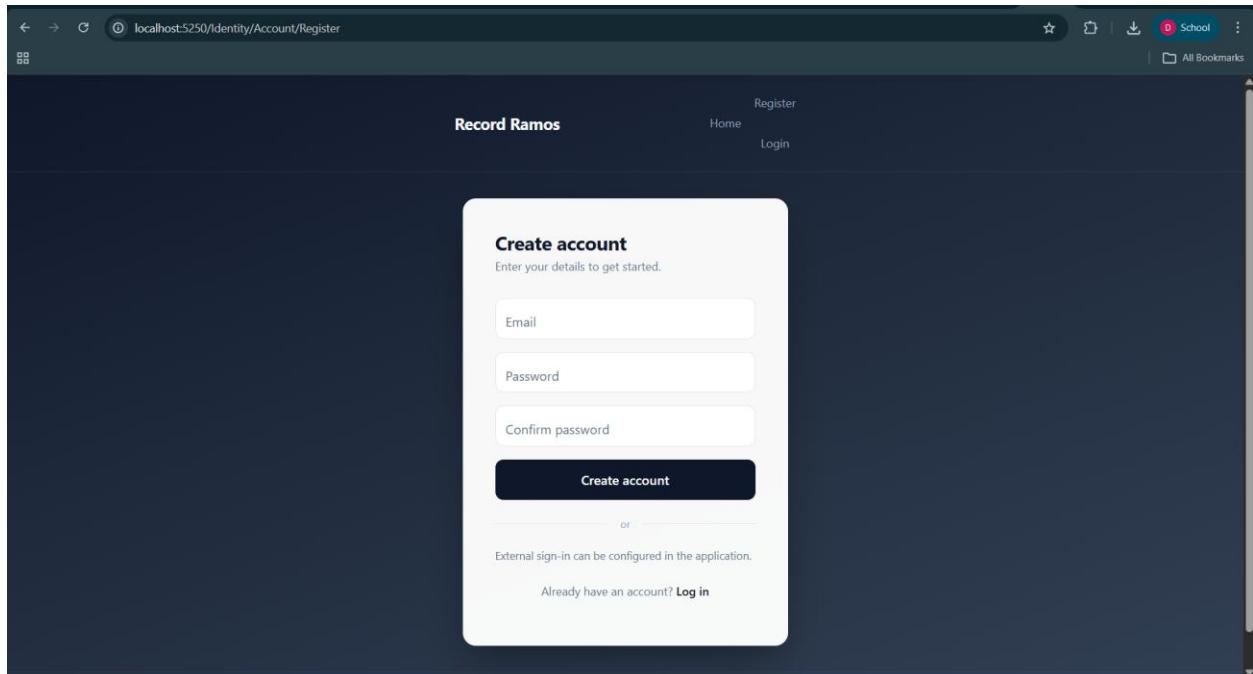 localhost:5250/Identity/Account/Register
D School
All Bookmarks
Register
Record Ramos
Home
Login
Create account
Enter your details to get started.
Email
Password
Confirm password
Create account
or
External sign-in can be configured in the application.
Already have an account? Log in